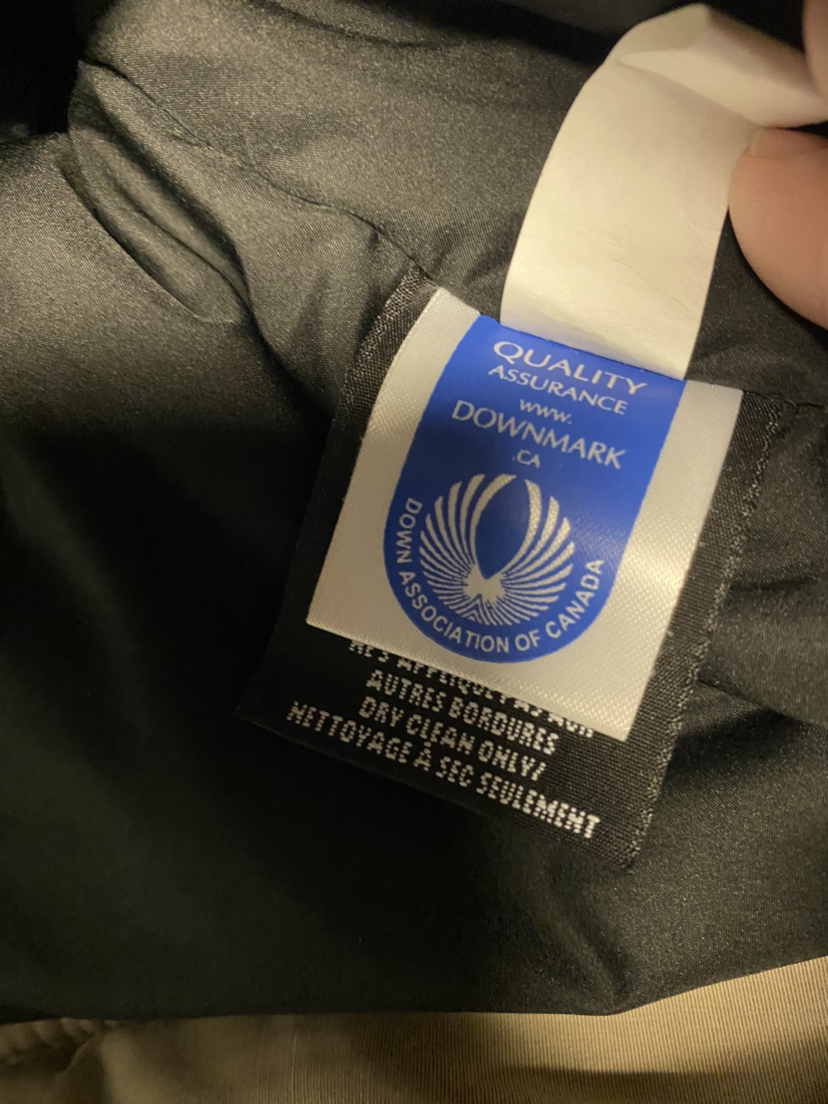 QUALITY
ASSURANCE
www.
DOWNMARK
.CA
DOWN ASSOCIATION OF CANADA
AUTRES BORDURES
DRY CLEAN ONLY/
NETTOYAGE À SEC SEULEMENT